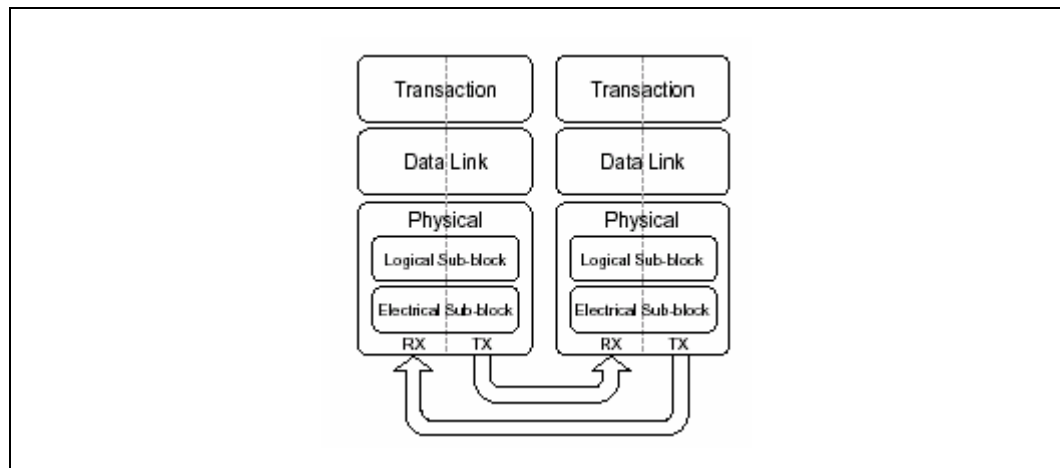 Transaction
Data Link
Physical
Logical Sub-block
Electrical Sub-block
RX TX
Transaction
Data Link
Physical
Logical Sub-block
Electrical Sub-block
RX TX